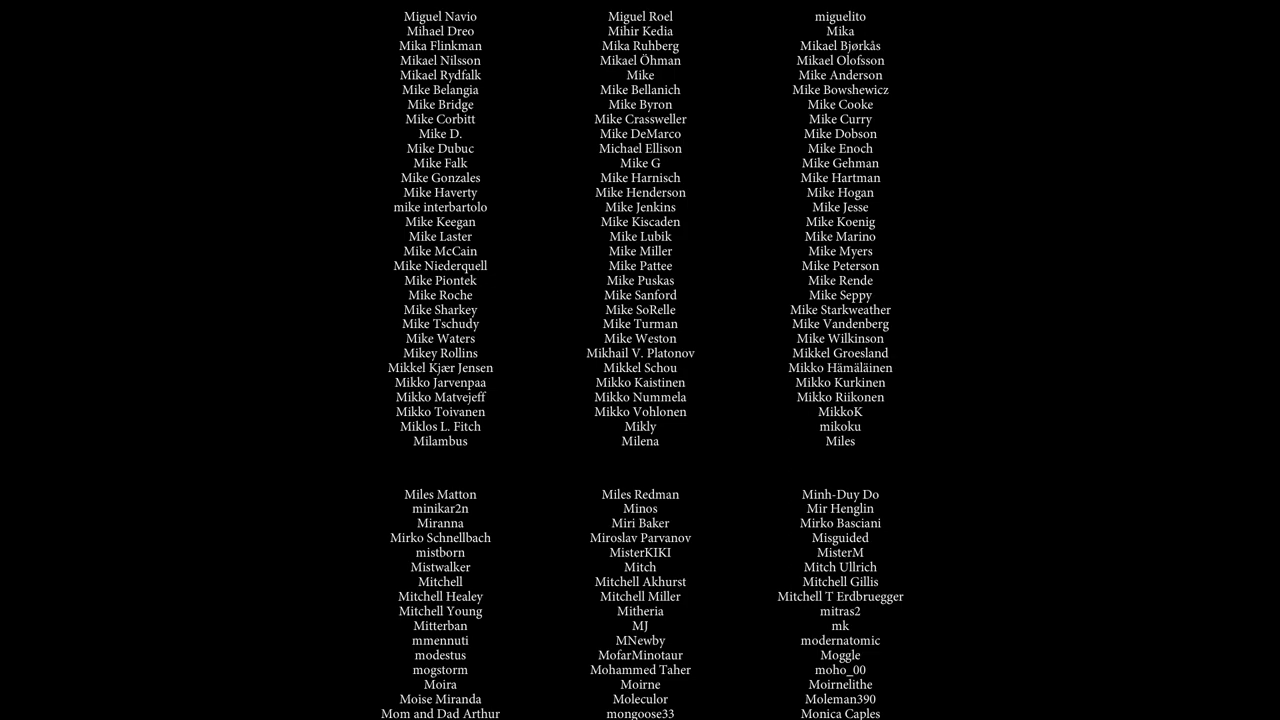 Miguel Navio Miguel Roel miguelito
Mihael Dreo Mihir Kedia Mika
Mika Flinkman Mika Ruhberg Mikael Bjørkås
Mikael Nilsson Mikael Öhman Mikael Olofsson
Mikael Rydfalk Mike Mike Anderson
Mike Belangia Mike Bellanich Mike Bowshewicz
Mike Bridge Mike Byron Mike Cooke
Mike Corbitt Mike Crassweller Mike Curry
Mike D. Mike DeMarco Mike Dobson
Mike Dubuc Michael Ellison Mike Enoch
Mike Falk Mike G Mike Gehman
Mike Gonzales Mike Harnisch Mike Hartman
Mike Haverty Mike Henderson Mike Hogan
mike interbartolo Mike Jenkins Mike Jesse
Mike Keegan Mike Kiscaden Mike Koenig
Mike Laster Mike Lubik Mike Marino
Mike McCain Mike Miller Mike Myers
Mike Niederquell Mike Pattee Mike Peterson
Mike Piontek Mike Puskas Mike Rende
Mike Roche Mike Sanford Mike Seppy
Mike Sharkey Mike SoRelle Mike Starkweather
Mike Tschudy Mike Turman Mike Vandenberg
Mike Waters Mike Weston Mike Wilkinson
Mikey Rollins Mikhail V. Platonov Mikkel Groesland
Mikkel Kjær Jensen Mikkel Schou Mikko Hämäläinen
Mikko Jarvenpaa Mikko Kaistinen Mikko Kurkinen
Mikko Matvejeff Mikko Nummela Mikko Riikonen
Mikko Toivanen Mikko Vohlonen MikkoK
Miklos L. Fitch Mikly mikoku
Milambus Milena Miles
Miles Matton Miles Redman Minh-Duy Do
minikar2n Minos Mir Henglin
Miranna Miri Baker Mirko Basciani
Mirko Schnellbach Miroslav Parvanov Misguided
mistborn MisterKIKI MisterM
Mistwalker Mitch Mitch Ullrich
Mitchell Mitchell Akhurst Mitchell Gillis
Mitchell Healey Mitchell Miller Mitchell T Erdbruegger
Mitchell Young Mitheria mitras2
Mitterban MJ mk
mmennuti MNewby modernatomic
modestus MofarMinotaur Moggle
mogstorm Mohammed Taher moho_00
Moira Moirne Moirnelithe
Moise Miranda Moleculor Moleman390
Mom and Dad Arthur mongoose33 Monica Caples